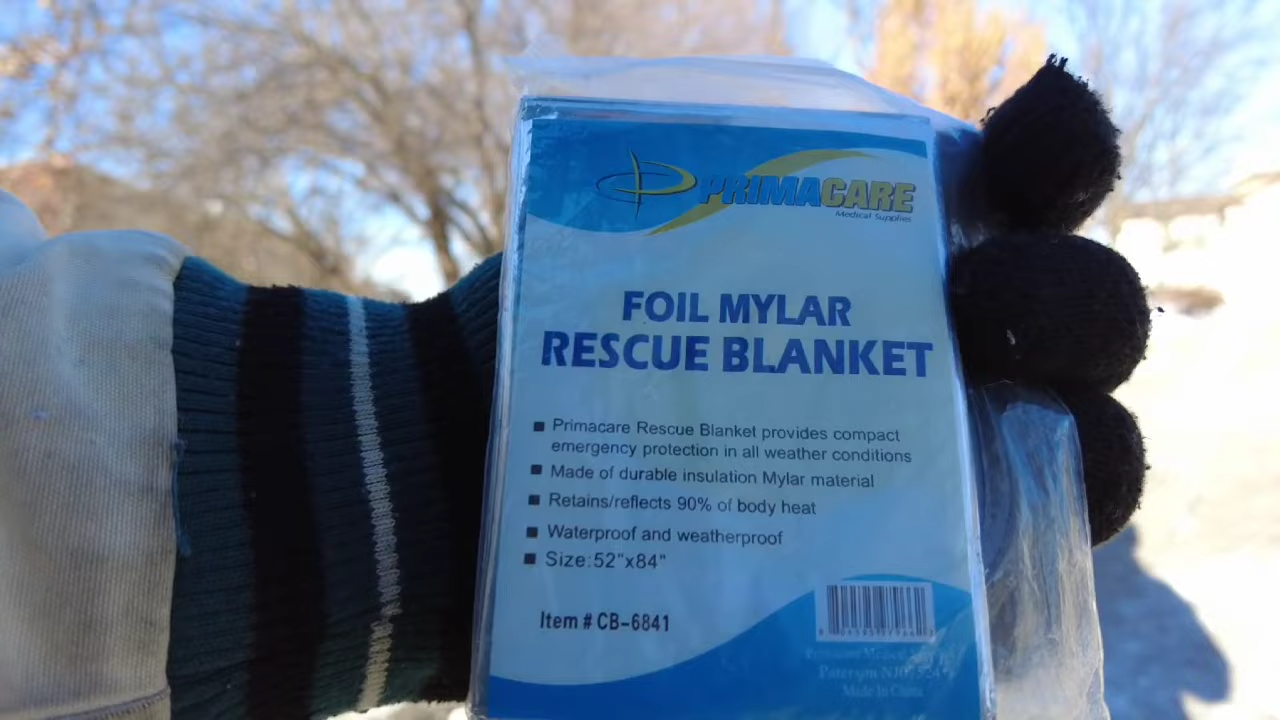 PRIMACARE
Medical Supplies
FOIL MYLAR
RESCUE BLANKET
Primacare Rescue Blanket provides compact
emergency protection in all weather conditions
Made of durable insulation Mylar material
Retains/reflects 90% of body heat
Waterproof and weatherproof
Size:52"x84"
Item # CB-6841
Paterson NJ
Made In China